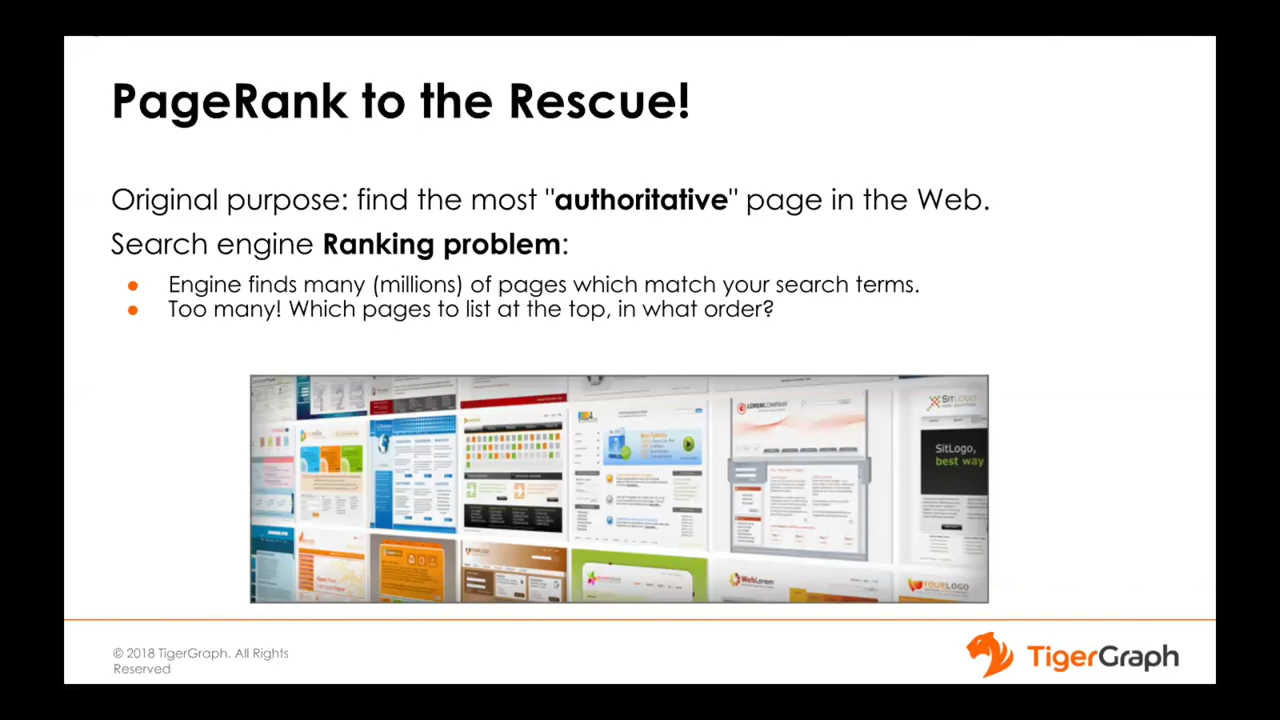 PageRank to the Rescue!
Original purpose: find the most "authoritative" page in the Web.
Search engine Ranking problem:
● Engine finds many (millions) of pages which match your search terms.
● Too many! Which pages to list at the top, in what order?
LOREMCOMPANY
SitLogo
SitLogo,
best way
WebLorem
YOURLOGO
© 2018 TigerGraph. All Rights
Reserved
TigerGraph